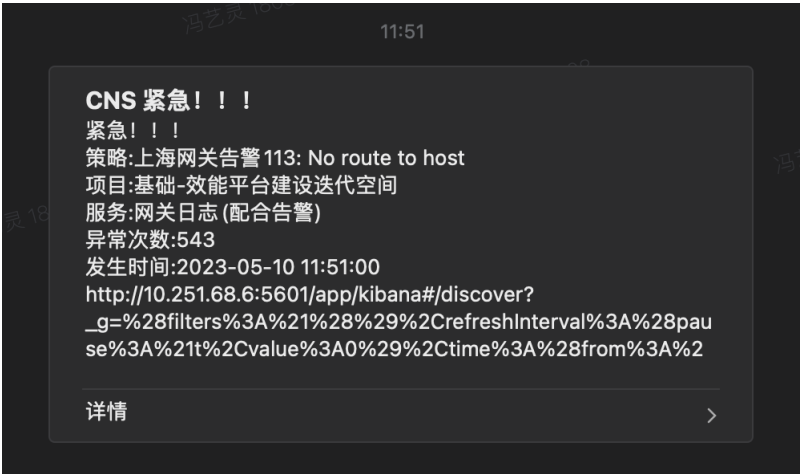 冯艺灵 180
11:51
CNS 紧急！！！
紧急！！！
策略:上海网关告警113: No route to host
项目:基础-效能平台建设迭代空间
服务:网关日志(配合告警)
异常次数:543
发生时间:2023-05-10 11:51:00
http://10.251.68.6:5601/app/kibana#/discover?
_g=%28filters%3A%21%28%29%2CrefreshInterval%3A%28pau
se%3A%21t%2Cvalue%3A0%29%2Ctime%3A%28from%3A%2
详情